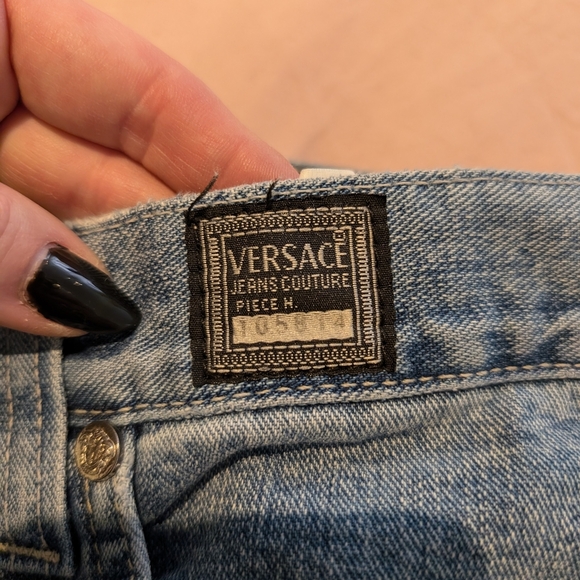 VERSACE
JEANS COUTURE
PIECE H.
105814